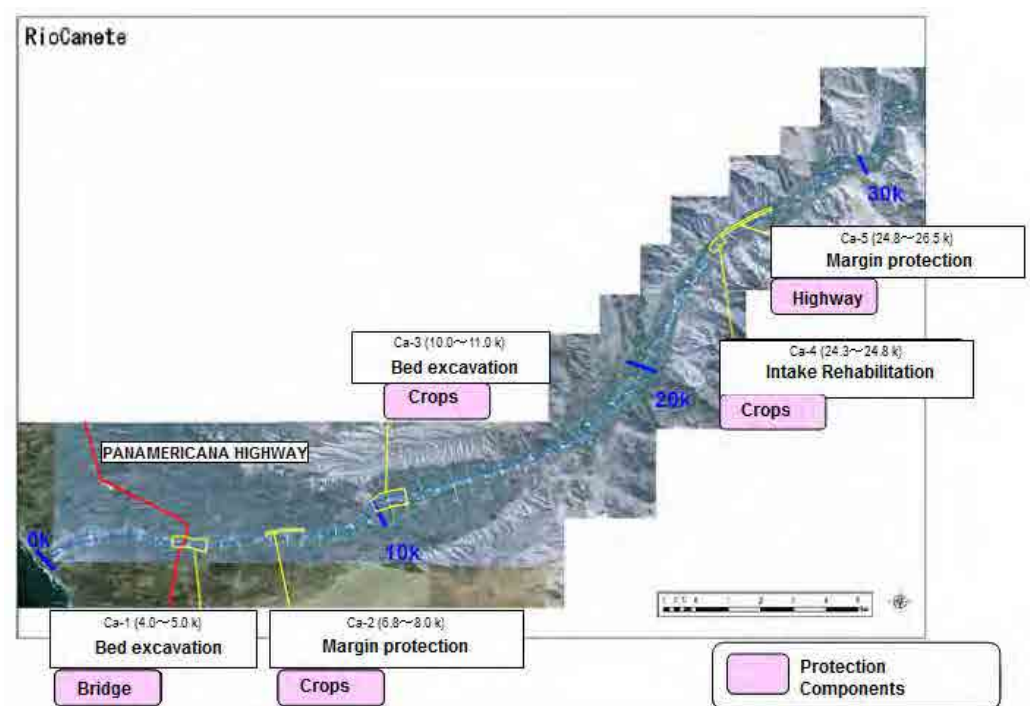 RioCanete
30k
Ca-5 (24.8～26.5 k)
Margin protection
Highway
Ca-3 (10.0～11.0 k)
Bed excavation
Crops
Ca-4 (24.3～24.8 k)
Intake Rehabilitation
Crops
20k
PANAMERICANA HIGHWAY
0k
10k
Ca-1 (4.0～5.0 k)
Bed excavation
Bridge
Ca-2 (6.8～8.0 k)
Margin protection
Crops
Protection
Components